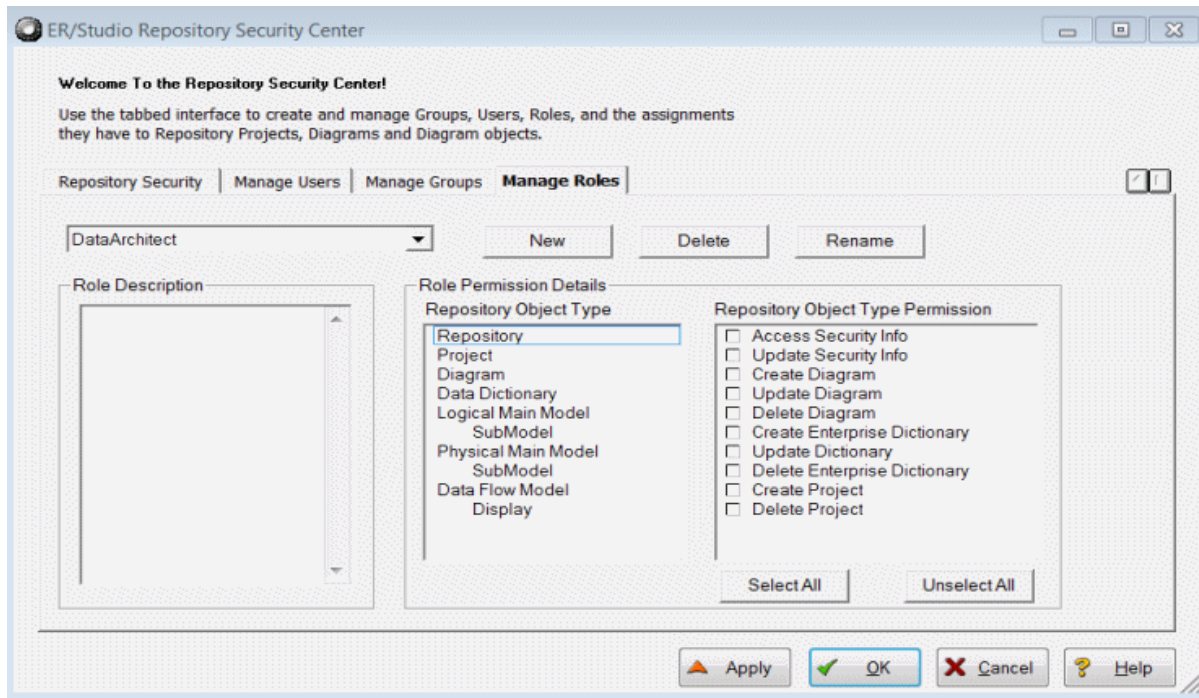 ER/Studio Repository Security Center
Welcome To the Repository Security Center!
Use the tabbed interface to create and manage Groups, Users, Roles, and the assignments
they have to Repository Projects, Diagrams and Diagram objects.
Repository Security Manage Users Manage Groups Manage Roles
DataArchitect New Delete Rename
Role Description
Role Permission Details
Repository Object Type
Repository
Project
Diagram
Data Dictionary
Logical Main Model
SubModel
Physical Main Model
SubModel
Data Flow Model
Display
Repository Object Type Permission
Access Security Info
Update Security Info
Create Diagram
Update Diagram
Delete Diagram
Create Enterprise Dictionary
Update Dictionary
Delete Enterprise Dictionary
Create Project
Delete Project
Select All Unselect All
Apply OK Cancel Help